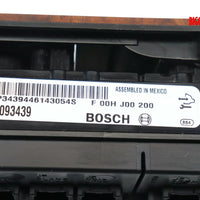 ASSEMBLED IN MEXICO
P3439446143054S
F 00H J00 200
093439
BOSCH